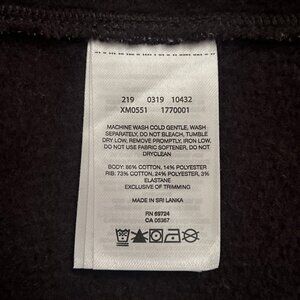 219 0319 10432
XM0551 1770001
MACHINE WASH COLD GENTLE, WASH
SEPARATELY, DO NOT BLEACH, TUMBLE
DRY LOW, REMOVE PROMPTLY, IRON LOW,
DO NOT USE FABRIC SOFTENER, DO NOT
DRYCLEAN
BODY: 86% COTTON, 14% POLYESTER
RIB: 73% COTTON, 24% POLYESTER, 3%
ELASTANE
EXCLUSIVE OF TRIMMING
MADE IN SRI LANKA
RN 69724
CA 05367